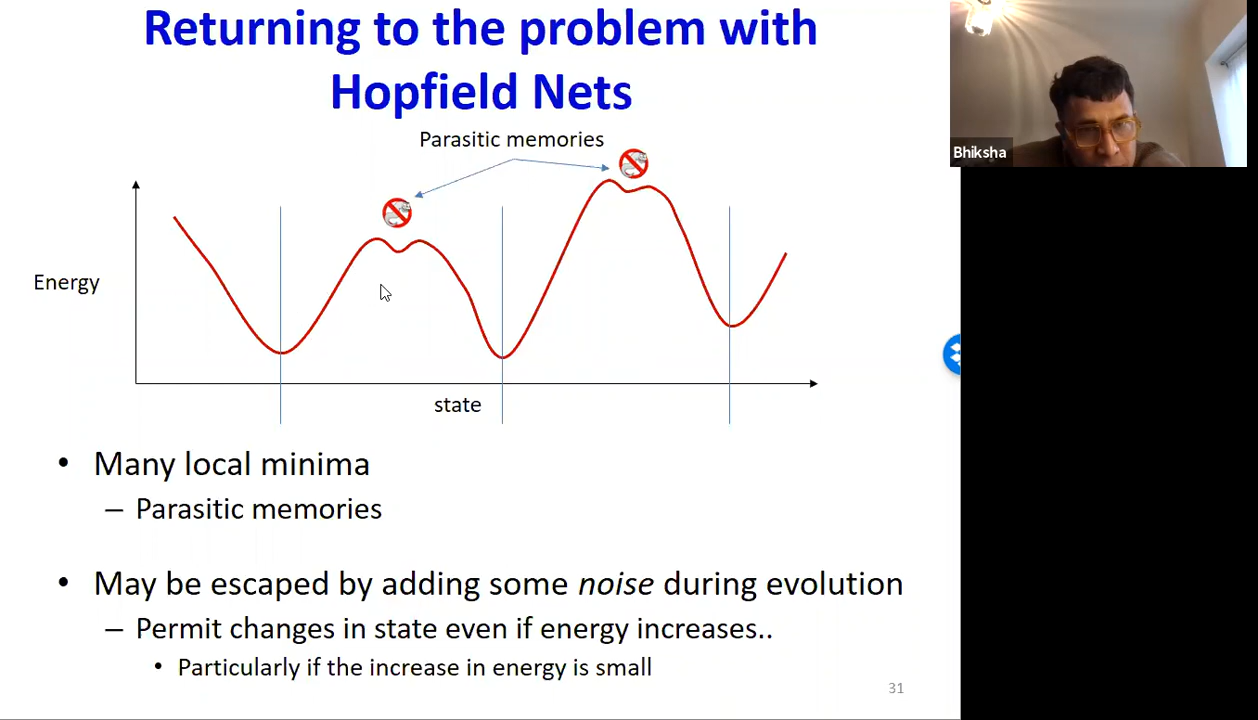 Returning to the problem with
Hopfield Nets
Parasitic memories
Bhiksha
Energy
state
• Many local minima
– Parasitic memories
• May be escaped by adding some noise during evolution
– Permit changes in state even if energy increases..
• Particularly if the increase in energy is small
31